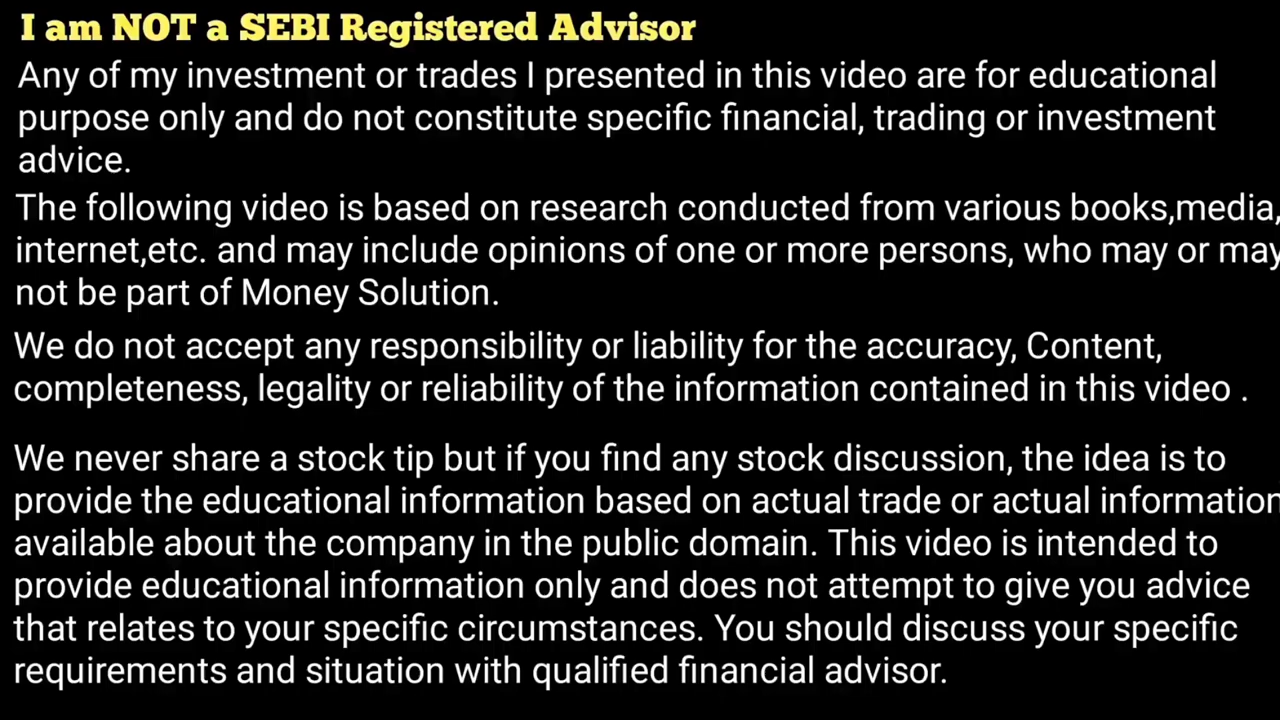 I am NOT a SEBI Registered Advisor
Any of my investment or trades I presented in this video are for educational
purpose only and do not constitute specific financial, trading or investment
advice.
The following video is based on research conducted from various books,media,
internet,etc. and may include opinions of one or more persons, who may or may
not be part of Money Solution.
We do not accept any responsibility or liability for the accuracy, Content,
completeness, legality or reliability of the information contained in this video .
We never share a stock tip but if you find any stock discussion, the idea is to
provide the educational information based on actual trade or actual information
available about the company in the public domain. This video is intended to
provide educational information only and does not attempt to give you advice
that relates to your specific circumstances. You should discuss your specific
requirements and situation with qualified financial advisor.